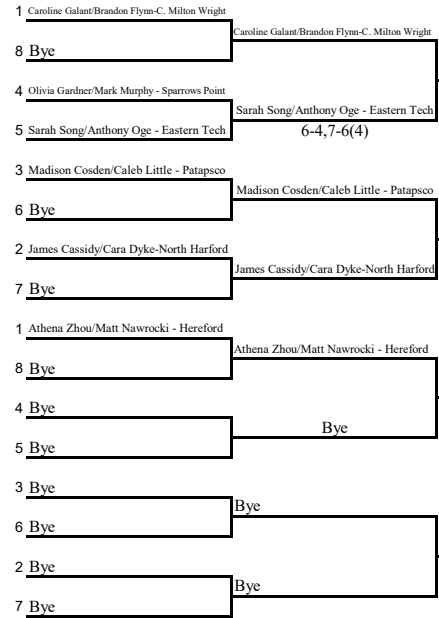 1 Caroline Galant/Brandon Flynn-C. Milton Wright
Caroline Galant/Brandon Flynn-C. Milton Wright
8 Bye
4 Olivia Gardner/Mark Murphy - Sparrows Point
Sarah Song/Anthony Oge - Eastern Tech
5 Sarah Song/Anthony Oge - Eastern Tech
6-4,7-6(4)
3 Madison Cosden/Caleb Little - Patapsco
Madison Cosden/Caleb Little - Patapsco
6 Bye
2 James Cassidy/Cara Dyke-North Harford
James Cassidy/Cara Dyke-North Harford
7 Bye
1 Athena Zhou/Matt Nawrocki - Hereford
Athena Zhou/Matt Nawrocki - Hereford
8 Bye
4 Bye
Bye
5 Bye
3 Bye
Bye
6 Bye
2 Bye
Bye
7 Bye